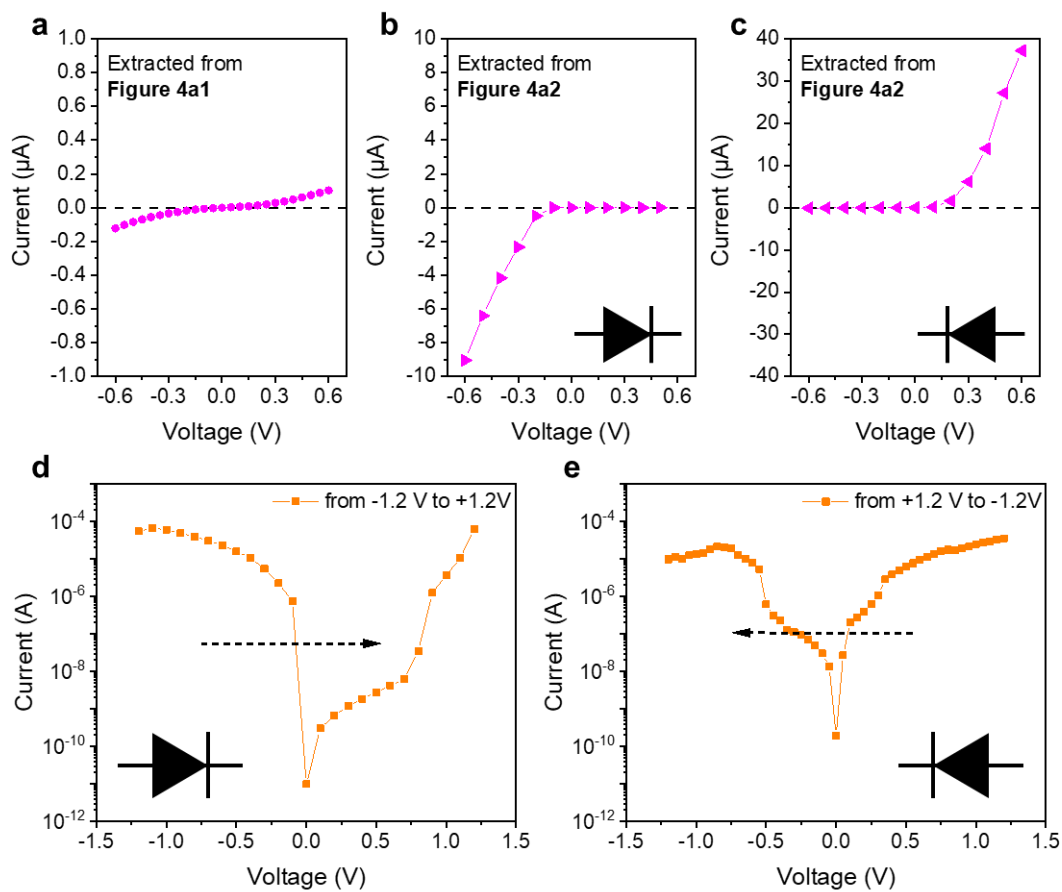 a
Extracted from
Figure 4a1
Current (µA)
1.0
0.8
0.6
0.4
0.2
0.0
-0.2
-0.4
-0.6
-0.8
-1.0
-0.6 -0.3 0.0 0.3 0.6
Voltage (V)
b
Extracted from
Figure 4a2
Current (µA)
10
8
6
4
2
0
-2
-4
-6
-8
-10
-0.6 -0.3 0.0 0.3 0.6
Voltage (V)
c
Extracted from
Figure 4a2
Current (µA)
40
30
20
10
0
-10
-20
-30
-40
-0.6 -0.3 0.0 0.3 0.6
Voltage (V)
d
from -1.2 V to +1.2V
Current (A)
10⁻⁴
10⁻⁶
10⁻⁸
10⁻¹⁰
10⁻¹²
-1.5 -1.0 -0.5 0.0 0.5 1.0 1.5
Voltage (V)
e
from +1.2 V to -1.2V
Current (A)
10⁻⁴
10⁻⁶
10⁻⁸
10⁻¹⁰
10⁻¹²
-1.5 -1.0 -0.5 0.0 0.5 1.0 1.5
Voltage (V)